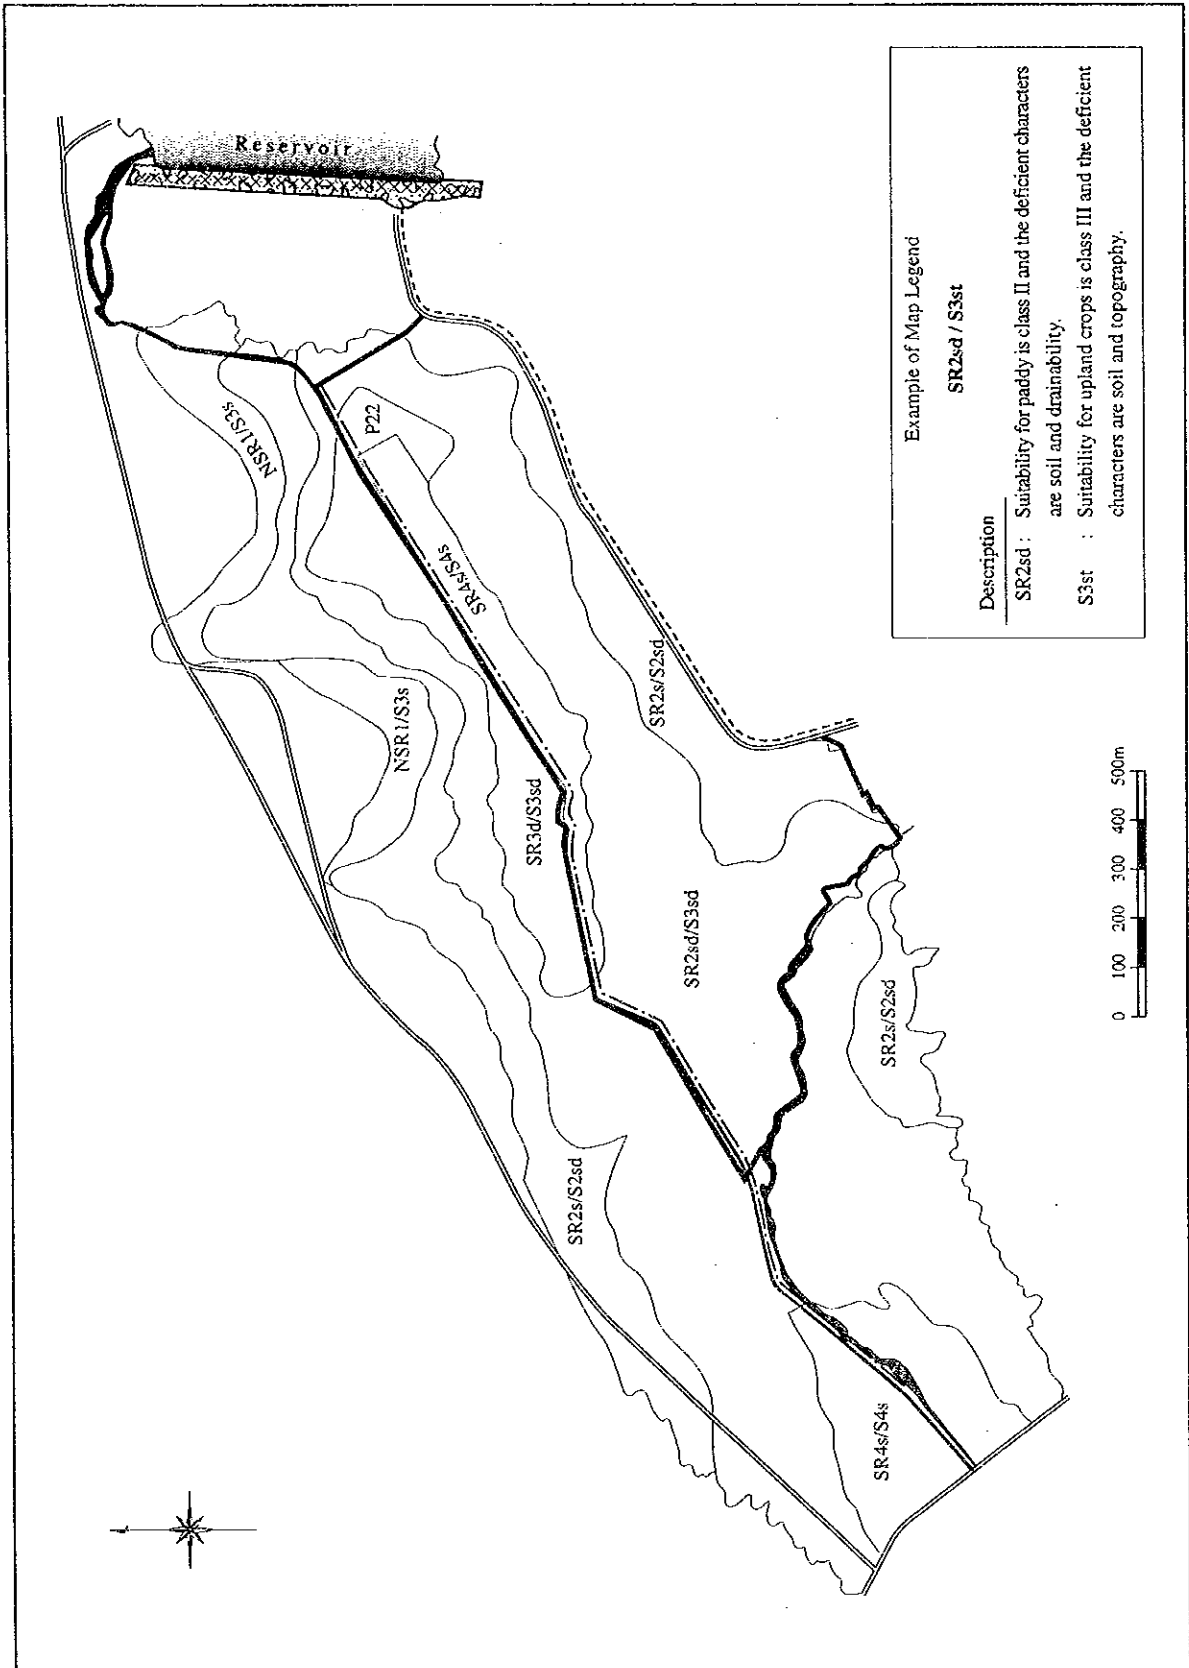 Reservoir
NSR1/S3s
P22
SR4s/S4s
NSR1/S3s
SR2s/S2sd
SR3d/S3sd
SR2sd/S3sd
SR2s/S2sd
SR2s/S2sd
SR4s/S4s
Example of Map Legend
SR2sd / S3st
Description
SR2sd : Suitability for paddy is class II and the deficient characters
are soil and drainability.
S3st : Suitability for upland crops is class III and the deficient
characters are soil and topography.
0 100 200 300 400 500m